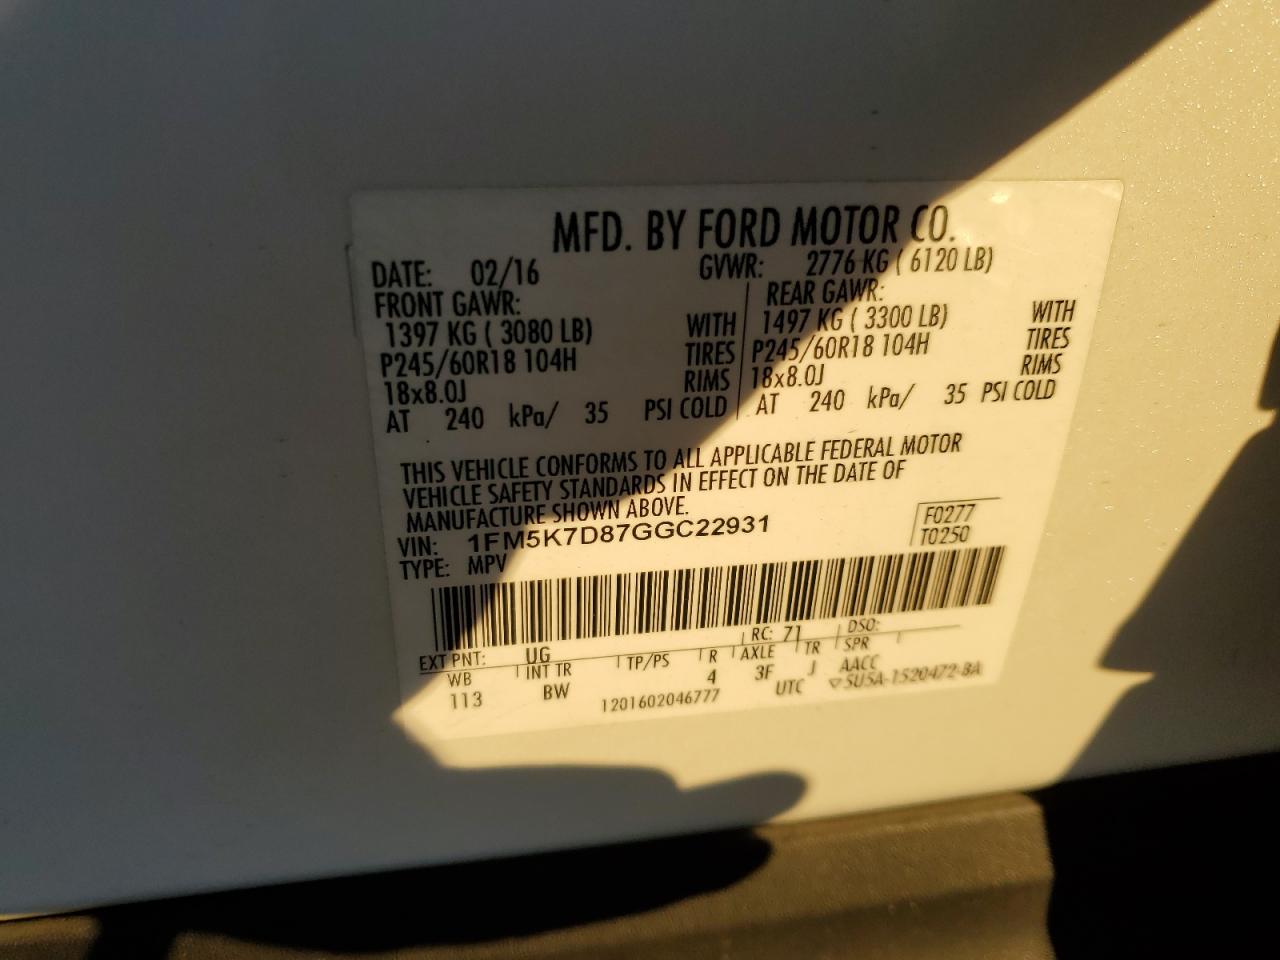 MFD. BY FORD MOTOR CO.
DATE: 02/16 GVWR: 2776 KG ( 6120 LB)
FRONT GAWR: REAR GAWR:
1397 KG ( 3080 LB) WITH 1497 KG ( 3300 LB) WITH
P245/60R18 104H TIRES P245/60R18 104H TIRES
18x8.0J RIMS 18x8.0J RIMS
AT 240 kPa/ 35 PSI COLD AT 240 kPa/ 35 PSI COLD
THIS VEHICLE CONFORMS TO ALL APPLICABLE FEDERAL MOTOR
VEHICLE SAFETY STANDARDS IN EFFECT ON THE DATE OF
MANUFACTURE SHOWN ABOVE.
VIN: 1FM5K7D87GGC22931 F0277
TYPE: MPV T0250
EXT PNT: UG RC: 71 DSO:
WB INT TR TP/PS R AXLE TR SPR
113 BW 4 3F J AACC
1201602046777 UTC ▽SU5A-1520472-BA